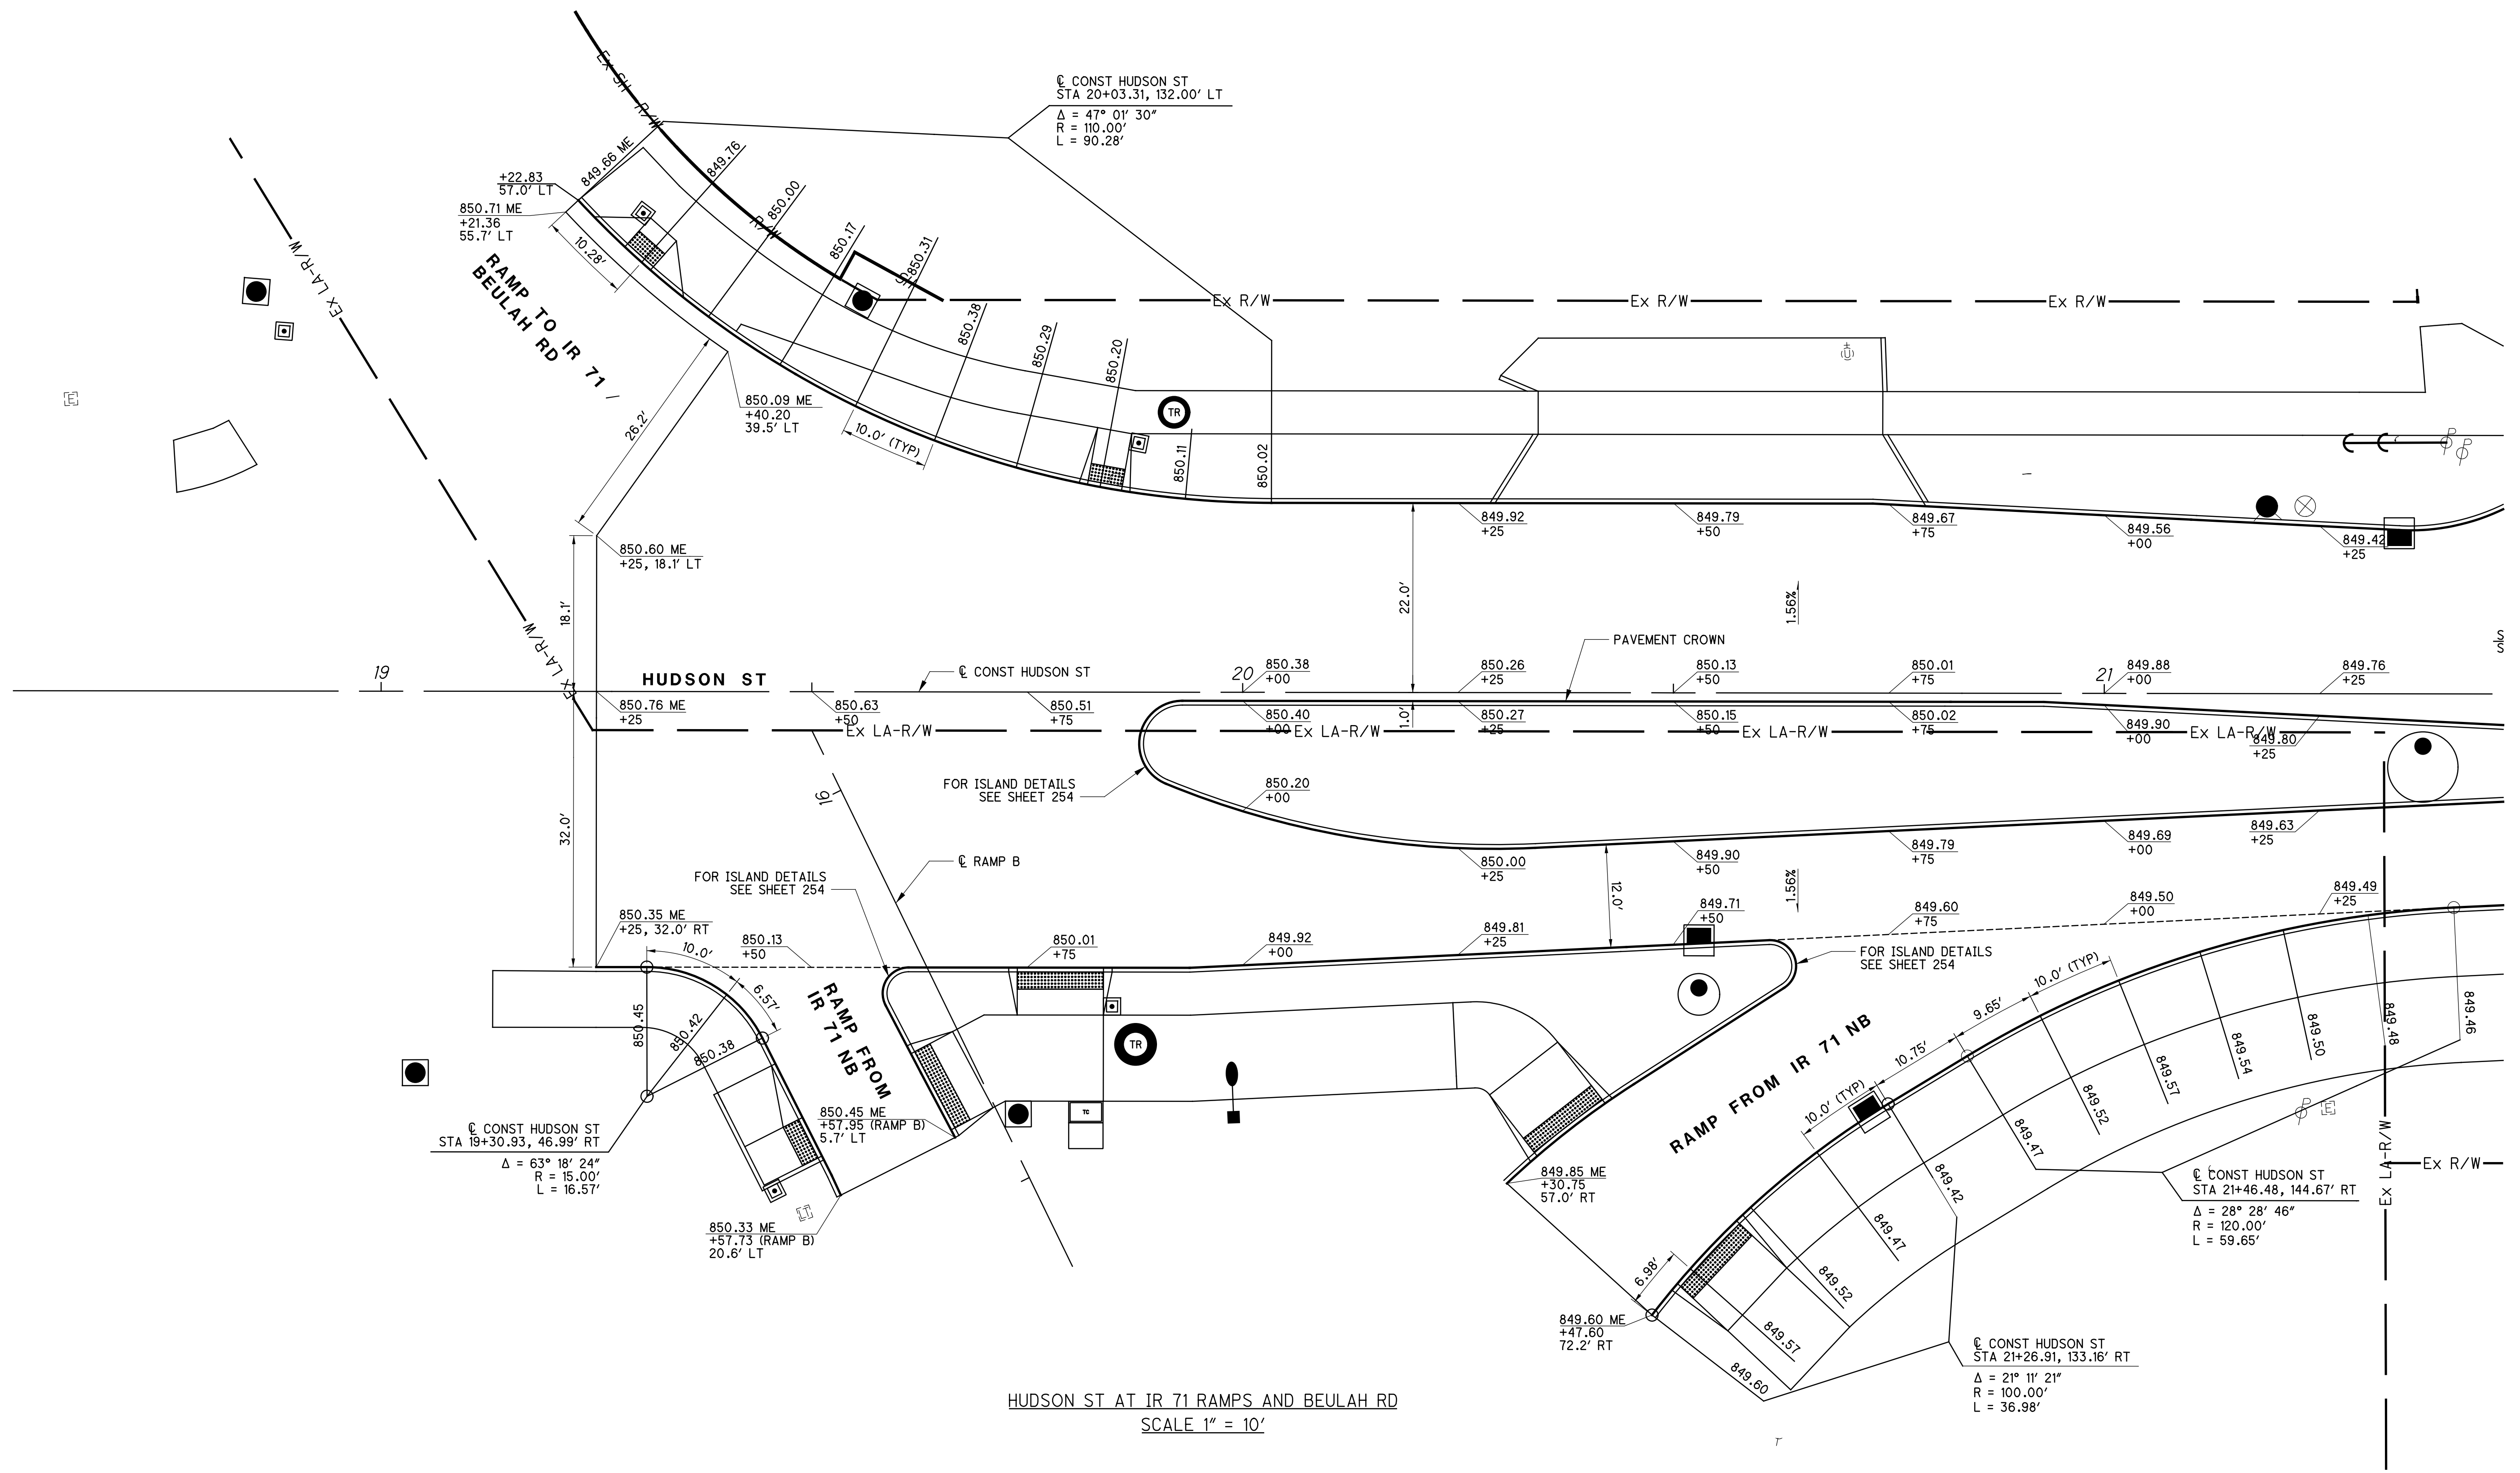 Ex SH R/W
℄ CONST HUDSON ST
STA 20+03.31, 132.00' LT
Δ = 47° 01' 30"
R = 110.00'
L = 90.28'
849.66 ME
849.76
850.00
R/W
850.17
850.31
SH
850.38
850.29
850.20
850.11
850.02
+22.83
57.0' LT
850.71 ME
+21.36
55.7' LT
10.28'
RAMP TO IR 71 /
BEULAH RD
Ex LA-R/W
Ex R/W
Ex R/W
Ex R/W
E
TR
850.09 ME
+40.20
39.5' LT
26.2'
10.0' (TYP)
849.92
+25
849.79
+50
849.67
+75
849.56
+00
849.42
+25
850.60 ME
+25, 18.1' LT
18.1'
22.0'
1.56%
PAVEMENT CROWN
Ex LA-R/W
19
HUDSON ST
℄ CONST HUDSON ST
20
850.38
+00
850.26
+25
850.13
+50
850.01
+75
21
849.88
+00
849.76
+25
850.76 ME
+25
850.63
+50
850.51
+75
850.40
+00
1.0'
850.27
+25
850.15
+50
850.02
+75
849.90
+00
849.80
+25
Ex LA-R/W
Ex LA-R/W
Ex LA-R/W
Ex LA-R/W
16
FOR ISLAND DETAILS
SEE SHEET 254
850.20
+00
32.0'
850.00
+25
849.90
+50
849.79
+75
849.69
+00
849.63
+25
℄ RAMP B
FOR ISLAND DETAILS
SEE SHEET 254
12.0'
1.56%
850.35 ME
+25, 32.0' RT
10.0'
6.57'
850.13
+50
850.01
+75
849.92
+00
849.81
+25
849.71
+50
849.60
+75
849.50
+00
849.49
+25
FOR ISLAND DETAILS
SEE SHEET 254
850.45
850.42
850.38
RAMP FROM
IR 71 NB
TR
TC
RAMP FROM IR 71 NB
10.0' (TYP)
10.75'
9.65'
10.0' (TYP)
849.46
849.48
849.50
849.54
849.57
849.52
849.47
849.42
849.47
849.52
849.57
849.60
6.98'
℄ CONST HUDSON ST
STA 19+30.93, 46.99' RT
Δ = 63° 18' 24"
R = 15.00'
L = 16.57'
850.45 ME
+57.95 (RAMP B)
5.7' LT
850.33 ME
+57.73 (RAMP B)
20.6' LT
849.85 ME
+30.75
57.0' RT
849.60 ME
+47.60
72.2' RT
E
Ex LA-R/W
Ex R/W
℄ CONST HUDSON ST
STA 21+46.48, 144.67' RT
Δ = 28° 28' 46"
R = 120.00'
L = 59.65'
℄ CONST HUDSON ST
STA 21+26.91, 133.16' RT
Δ = 21° 11' 21"
R = 100.00'
L = 36.98'
HUDSON ST AT IR 71 RAMPS AND BEULAH RD
SCALE 1" = 10'